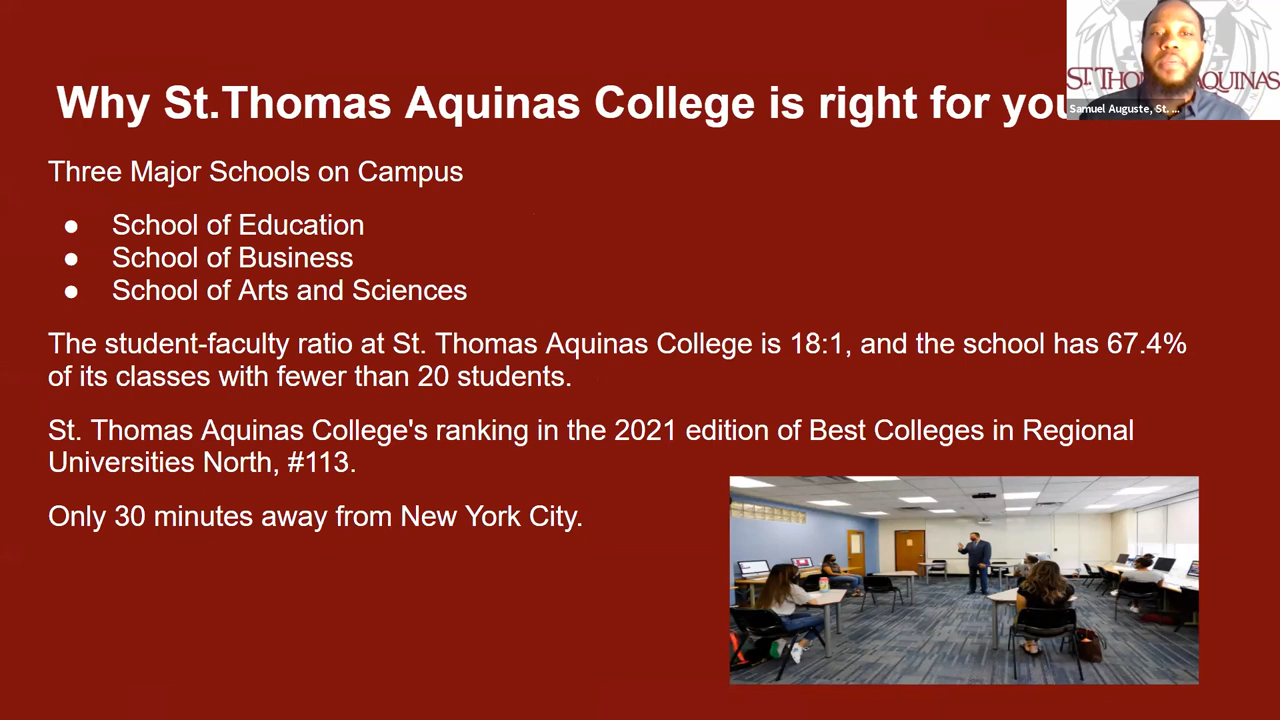 Why St.Thomas Aquinas College is right for you
ST. THOM AQUINAS
Samuel Auguste, St. ...
Three Major Schools on Campus
● School of Education
● School of Business
● School of Arts and Sciences
The student-faculty ratio at St. Thomas Aquinas College is 18:1, and the school has 67.4%
of its classes with fewer than 20 students.
St. Thomas Aquinas College's ranking in the 2021 edition of Best Colleges in Regional
Universities North, #113.
Only 30 minutes away from New York City.